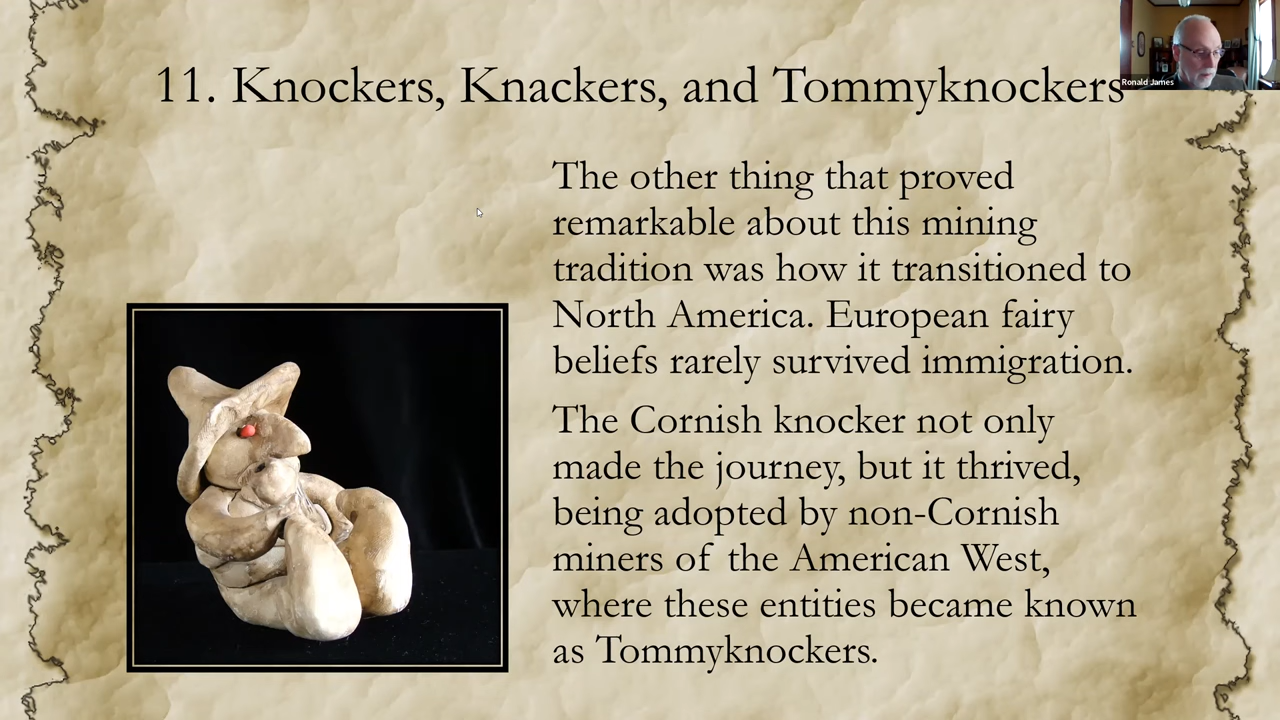 11. Knockers, Knackers, and Tommyknockers
Ronald James
The other thing that proved
remarkable about this mining
tradition was how it transitioned to
North America. European fairy
beliefs rarely survived immigration.
The Cornish knocker not only
made the journey, but it thrived,
being adopted by non-Cornish
miners of the American West,
where these entities became known
as Tommyknockers.